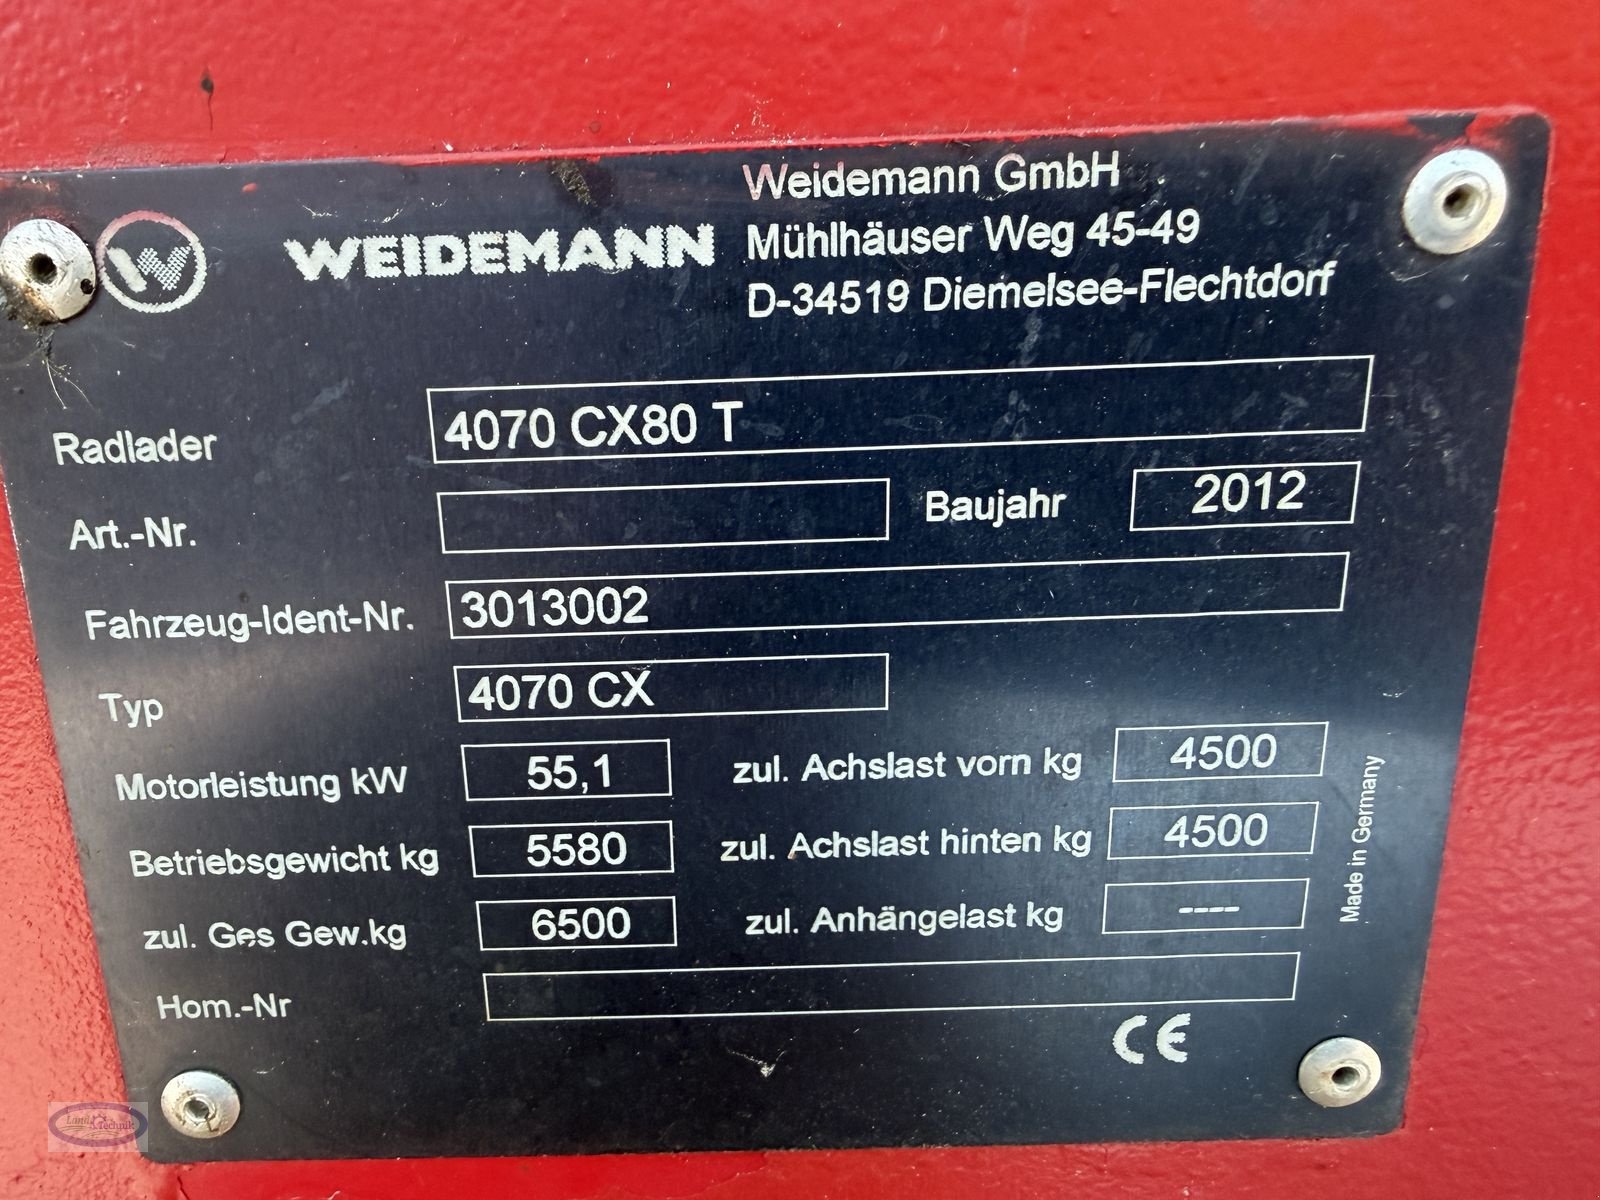 W WEIDEMANN
Weidemann GmbH
Mühlhäuser Weg 45-49
D-34519 Diemelsee-Flechtdorf
Radlader 4070 CX80 T
Art.-Nr. Baujahr 2012
Fahrzeug-Ident-Nr. 3013002
Typ 4070 CX
Motorleistung kW 55,1 zul. Achslast vorn kg 4500
Betriebsgewicht kg 5580 zul. Achslast hinten kg 4500
zul. Ges Gew.kg 6500 zul. Anhängelast kg ----
Hom.-Nr
Made in Germany
CE
Land Technik